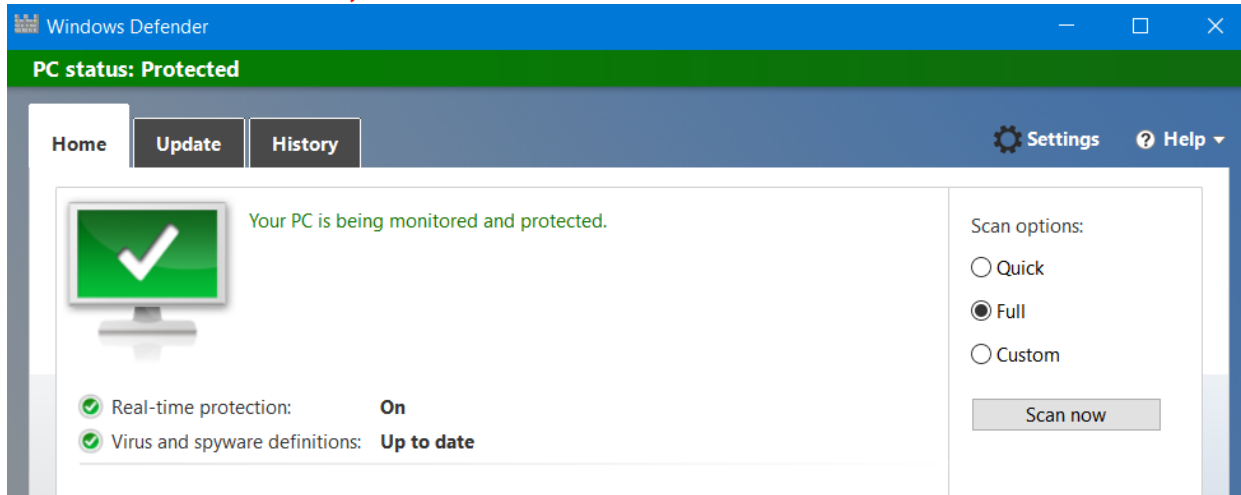 Windows Defender
PC status: Protected
Home Update History Settings Help
Your PC is being monitored and protected.
Scan options:
Quick
Full
Custom
Real-time protection: On
Scan now
Virus and spyware definitions: Up to date